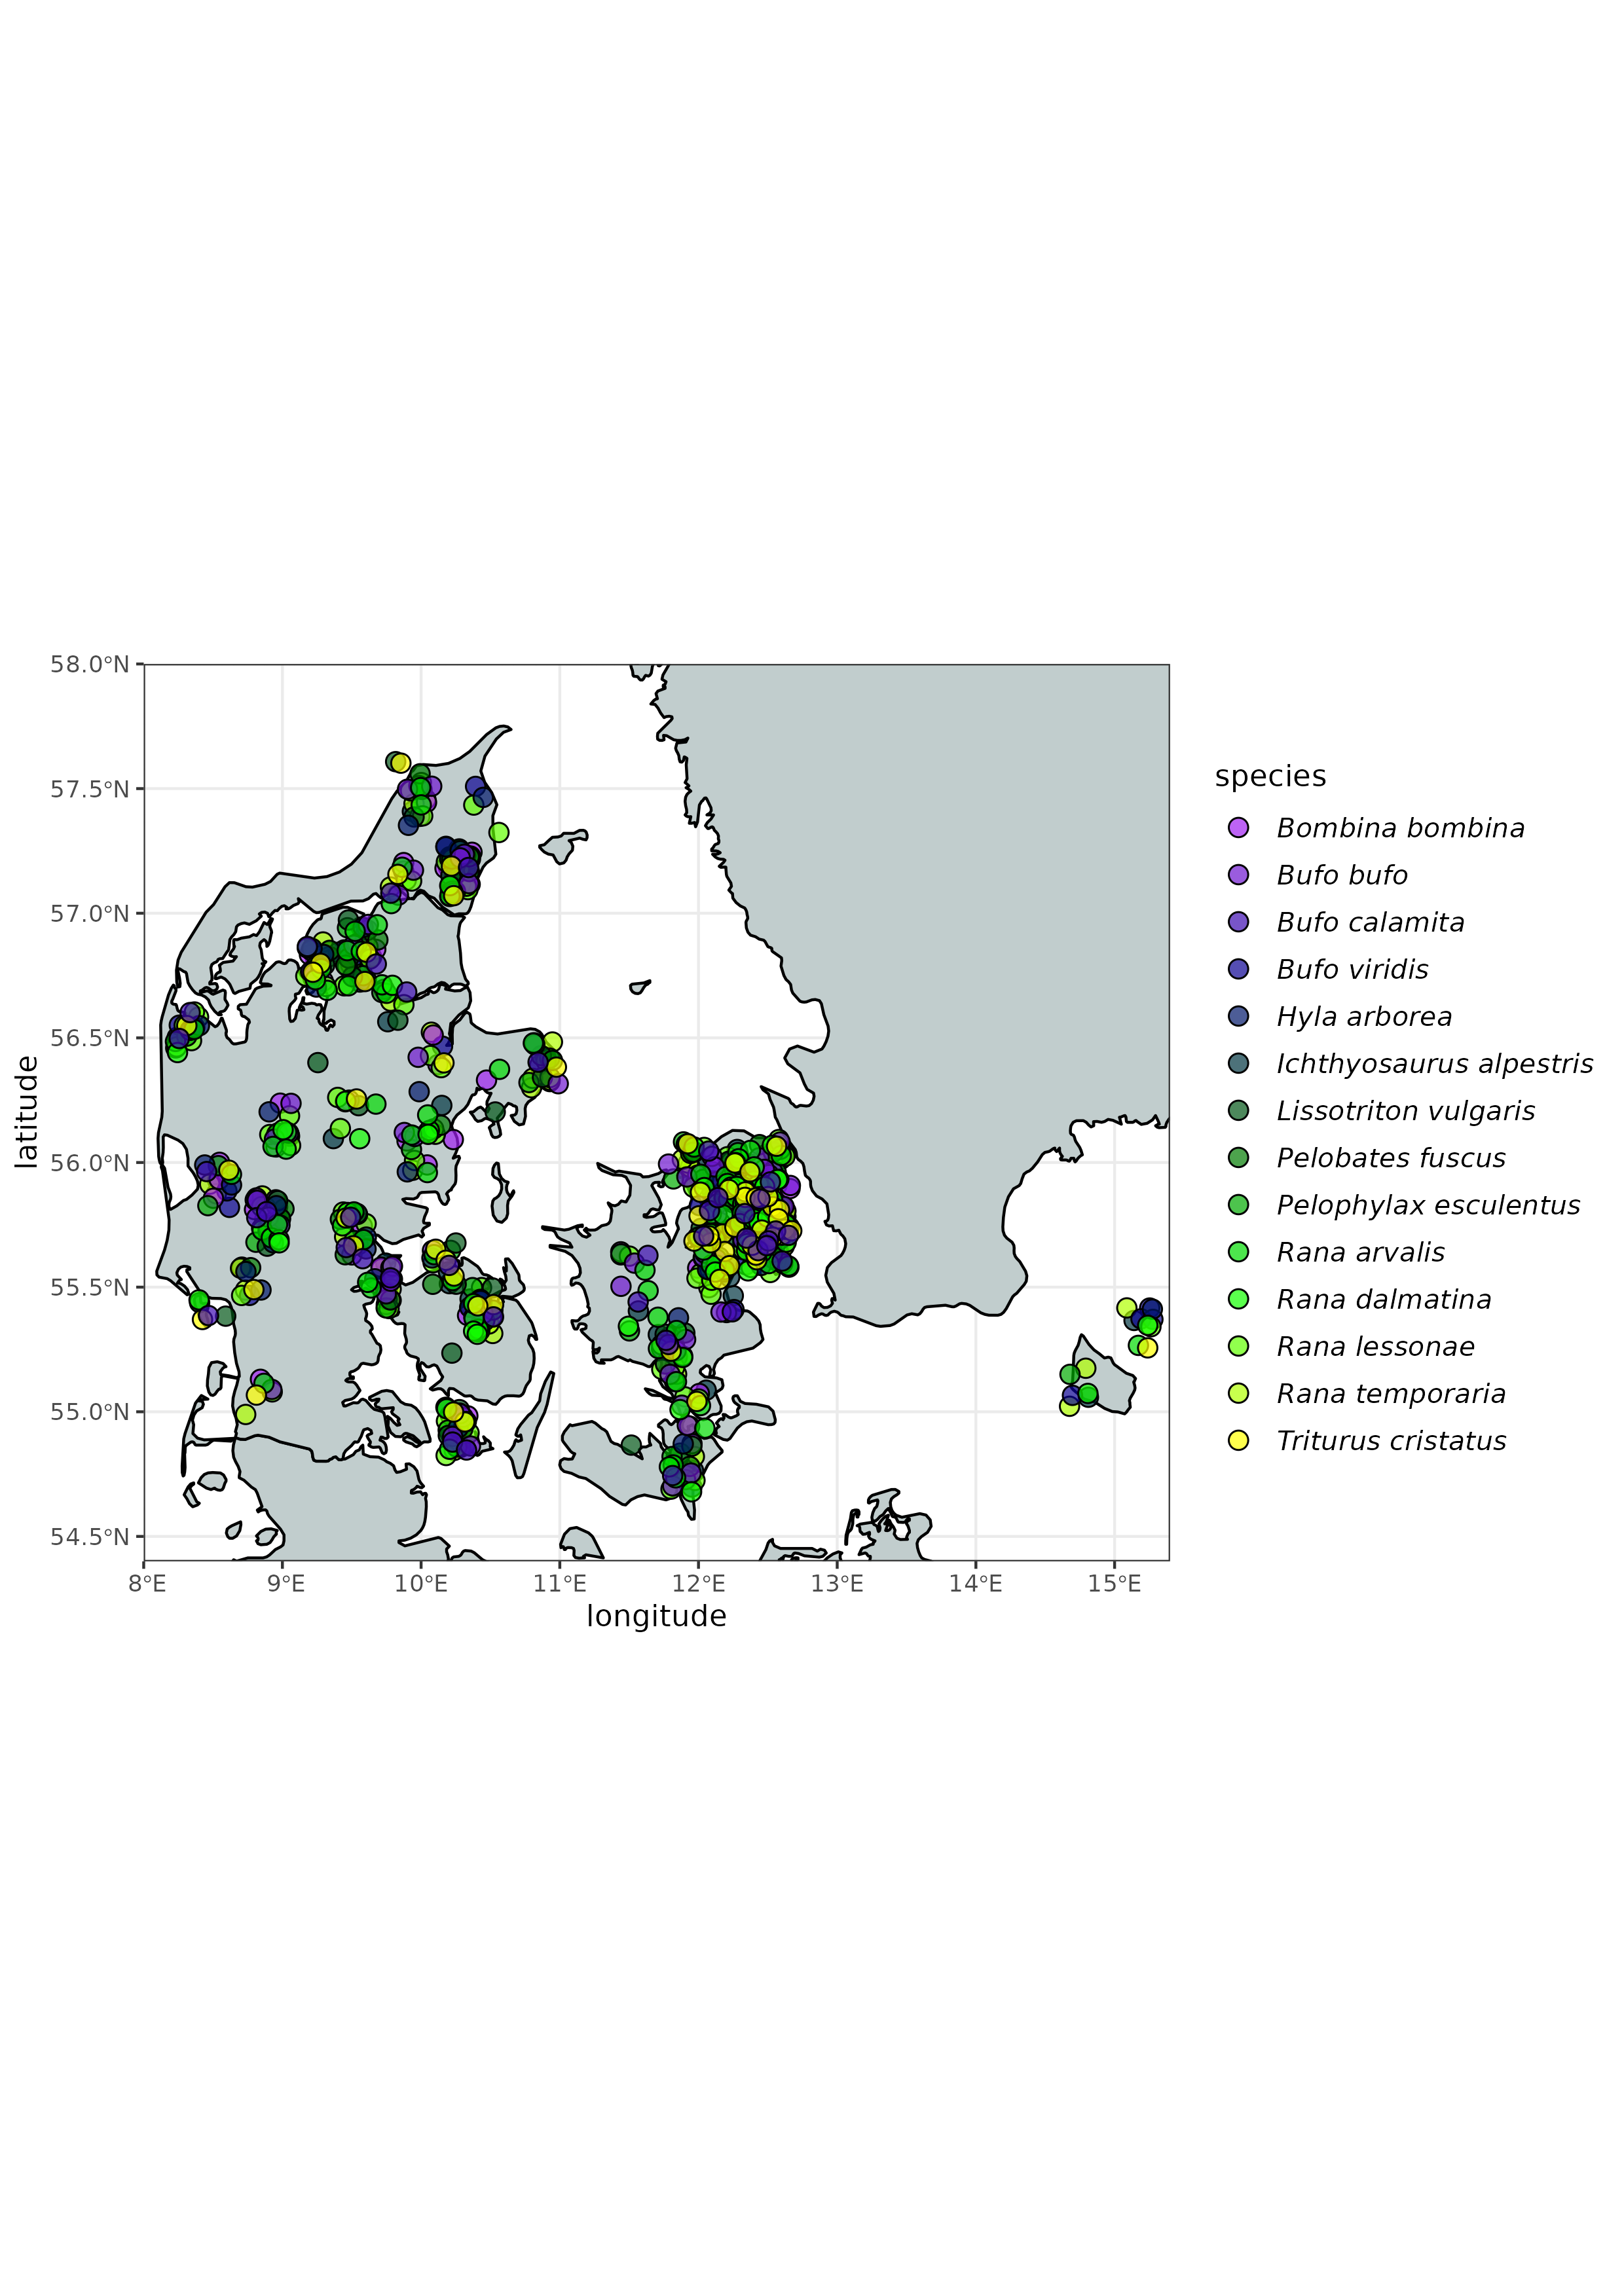 58.0°N
57.5°N
57.0°N
56.5°N
56.0°N
55.5°N
55.0°N
54.5°N
latitude
8°E 9°E 10°E 11°E 12°E 13°E 14°E 15°E
longitude
species
Bombina bombina
Bufo bufo
Bufo calamita
Bufo viridis
Hyla arborea
Ichthyosaurus alpestris
Lissotriton vulgaris
Pelobates fuscus
Pelophylax esculentus
Rana arvalis
Rana dalmatina
Rana lessonae
Rana temporaria
Triturus cristatus